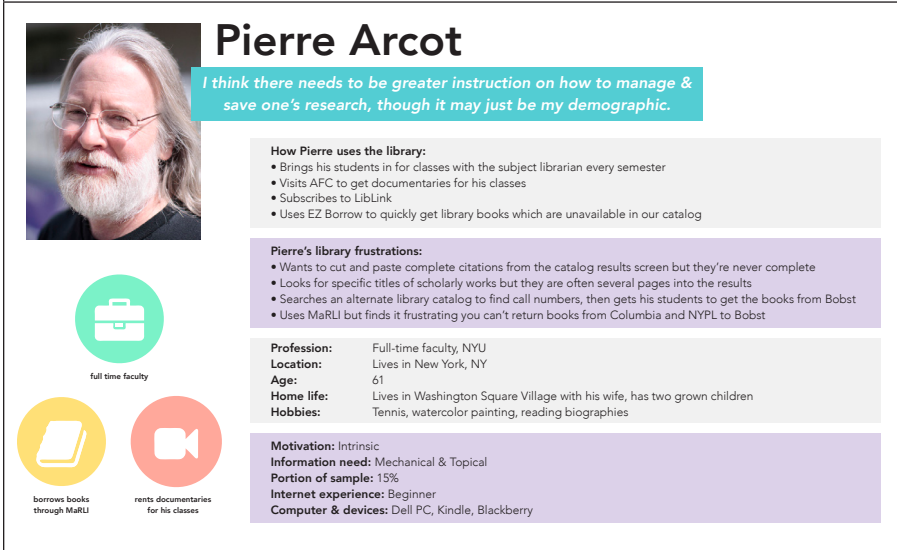 Pierre Arcot
I think there needs to be greater instruction on how to manage &
save one's research, though it may just be my demographic.
How Pierre uses the library:
• Brings his students in for classes with the subject librarian every semester
• Visits AFC to get documentaries for his classes
• Subscribes to LibLink
• Uses EZ Borrow to quickly get library books which are unavailable in our catalog
Pierre's library frustrations:
• Wants to cut and paste complete citations from the catalog results screen but they're never complete
• Looks for specific titles of scholarly works but they are often several pages into the results
• Searches an alternate library catalog to find call numbers, then gets his students to get the books from Bobst
• Uses MaRLI but finds it frustrating you can't return books from Columbia and NYPL to Bobst
Profession: Full-time faculty, NYU
Location: Lives in New York, NY
Age: 61
Home life: Lives in Washington Square Village with his wife, has two grown children
Hobbies: Tennis, watercolor painting, reading biographies
Motivation: Intrinsic
Information need: Mechanical & Topical
Portion of sample: 15%
Internet experience: Beginner
Computer & devices: Dell PC, Kindle, Blackberry
full time faculty
borrows books
through MaRLI
rents documentaries
for his classes